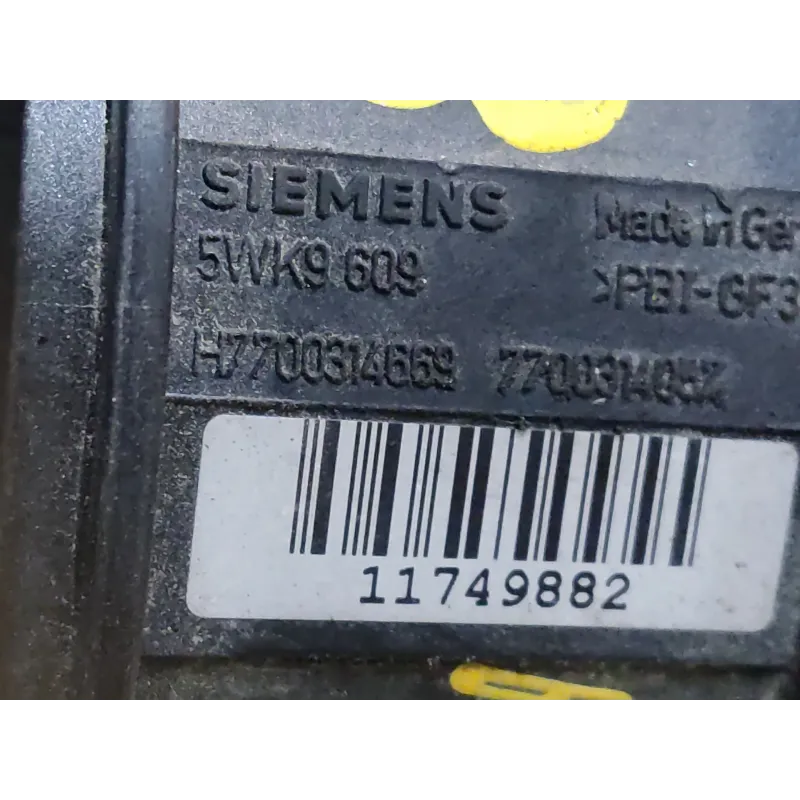 SIEMENS
Made in Ger
5WK9 609
>PBT-GF3
H7700314669
11749882